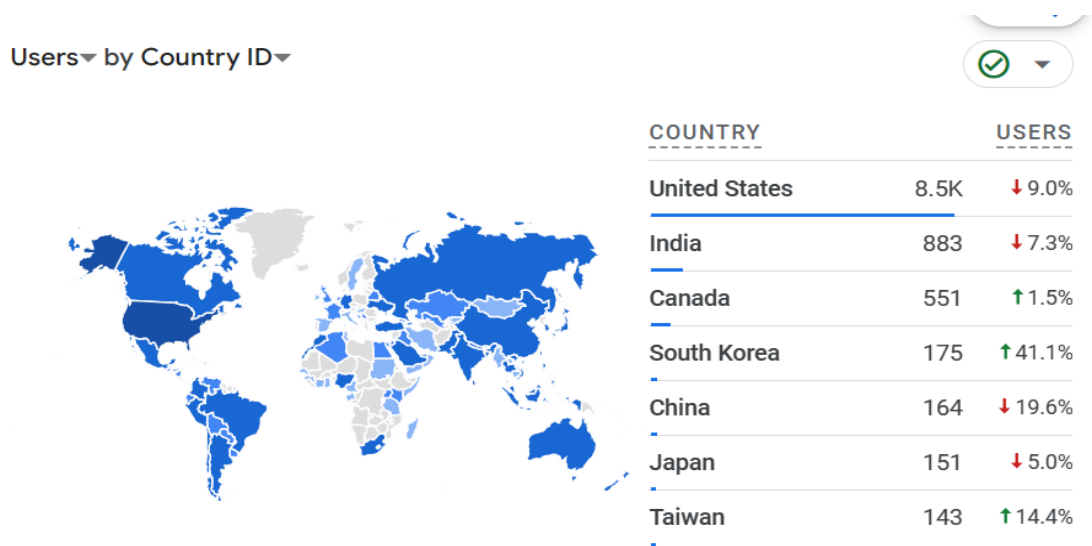 Users by Country ID
COUNTRY USERS
United States 8.5K ↓ 9.0%
India 883 ↓ 7.3%
Canada 551 ↑ 1.5%
South Korea 175 ↑ 41.1%
China 164 ↓ 19.6%
Japan 151 ↓ 5.0%
Taiwan 143 ↑ 14.4%